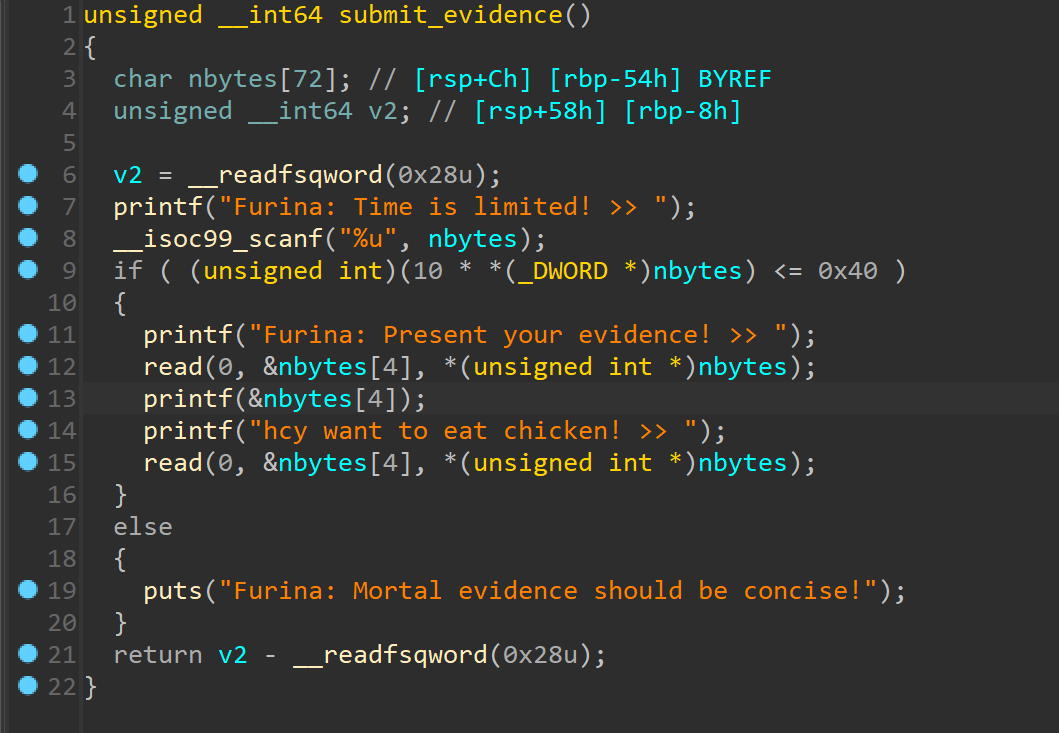 1 unsigned __int64 submit_evidence()
2 {
3   char nbytes[72]; // [rsp+Ch] [rbp-54h] BYREF
4   unsigned __int64 v2; // [rsp+58h] [rbp-8h]
5
6   v2 = __readfsqword(0x28u);
7   printf("Furina: Time is limited! >> ");
8   __isoc99_scanf("%u", nbytes);
9   if ( (unsigned int)(10 * *(_DWORD *)nbytes) <= 0x40 )
10   {
11     printf("Furina: Present your evidence! >> ");
12     read(0, &nbytes[4], *(unsigned int *)nbytes);
13     printf(&nbytes[4]);
14     printf("hcy want to eat chicken! >> ");
15     read(0, &nbytes[4], *(unsigned int *)nbytes);
16   }
17   else
18   {
19     puts("Furina: Mortal evidence should be concise!");
20   }
21   return v2 - __readfsqword(0x28u);
22 }